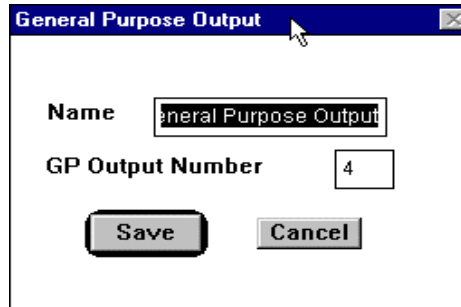 General Purpose Output
Name eneral Purpose Output
GP Output Number 4
Save Cancel